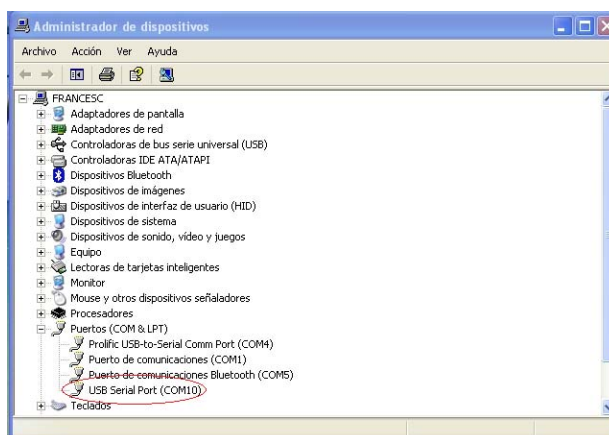 Administrador de dispositivos
Archivo Acción Ver Ayuda
FRANCESC
Adaptadores de pantalla
Adaptadores de red
Controladoras de bus serie universal (USB)
Controladoras IDE ATA/ATAPI
Dispositivos Bluetooth
Dispositivos de imágenes
Dispositivos de interfaz de usuario (HID)
Dispositivos de sistema
Dispositivos de sonido, vídeo y juegos
Equipo
Lectoras de tarjetas inteligentes
Monitor
Mouse y otros dispositivos señaladores
Procesadores
Puertos (COM & LPT)
Prolific USB-to-Serial Comm Port (COM4)
Puerto de comunicaciones (COM1)
Puerto de comunicaciones Bluetooth (COM5)
USB Serial Port (COM10)
Teclados